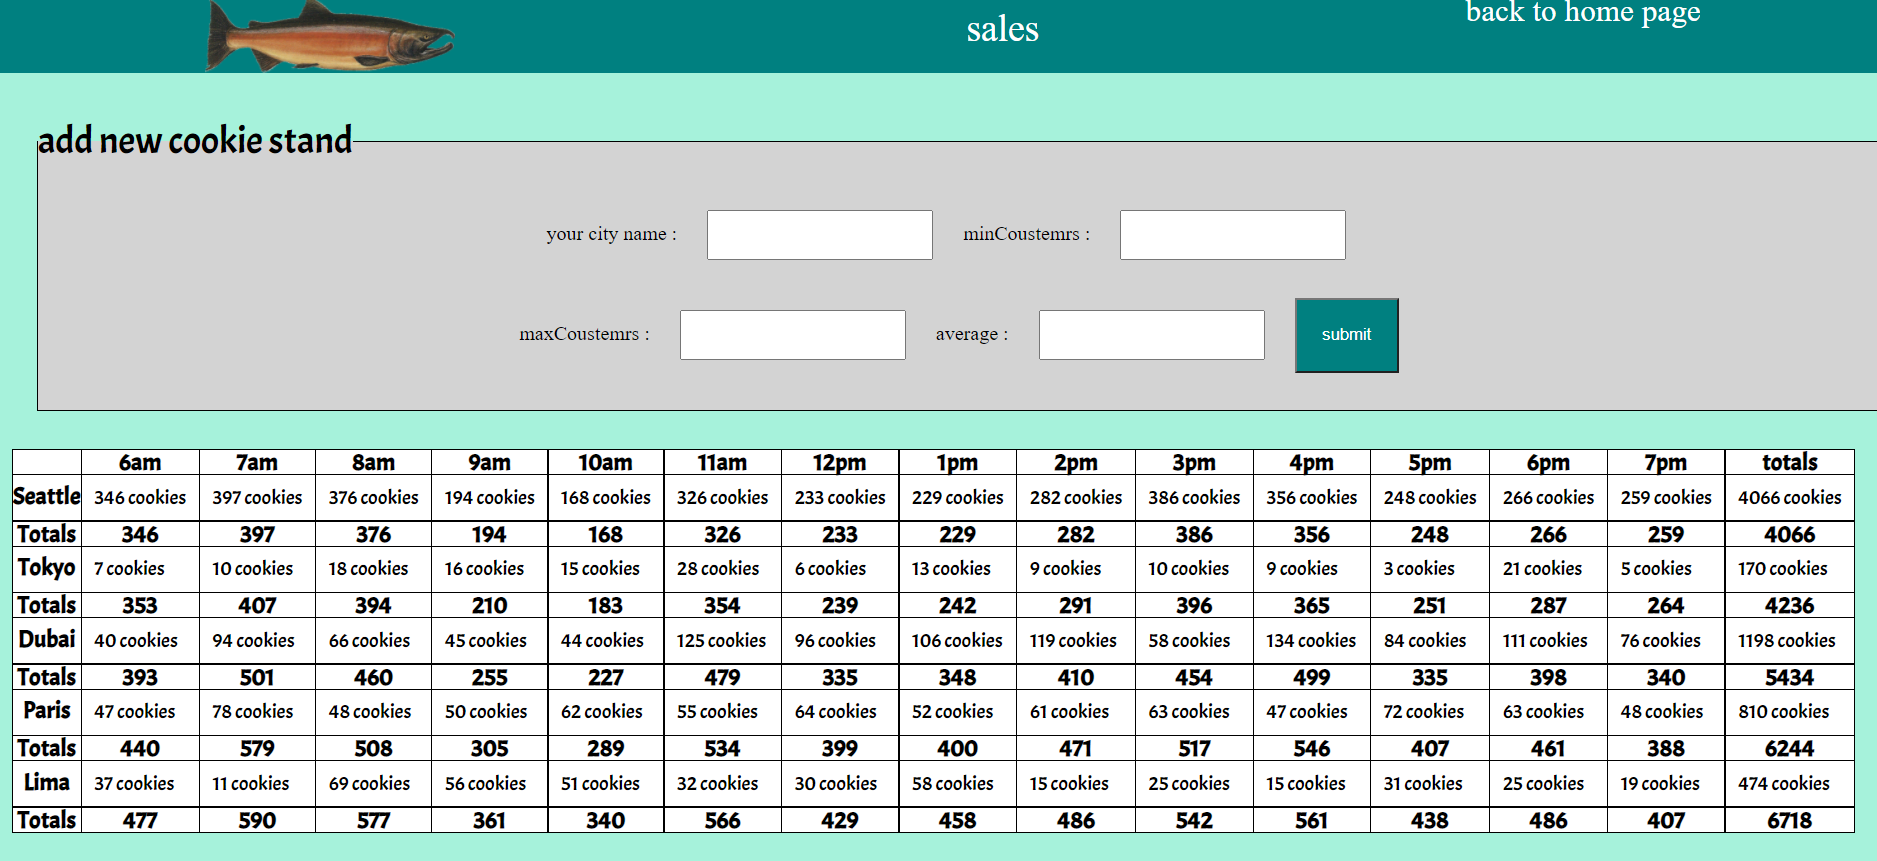 sales
back to home page
add new cookie stand
your city name : minCoustemrs :
maxCoustemrs : average : submit
6am 7am 8am 9am 10am 11am 12pm 1pm 2pm 3pm 4pm 5pm 6pm 7pm totals
Seattle 346 cookies 397 cookies 376 cookies 194 cookies 168 cookies 326 cookies 233 cookies 229 cookies 282 cookies 386 cookies 356 cookies 248 cookies 266 cookies 259 cookies 4066 cookies
Totals 346 397 376 194 168 326 233 229 282 386 356 248 266 259 4066
Tokyo 7 cookies 10 cookies 18 cookies 16 cookies 15 cookies 28 cookies 6 cookies 13 cookies 9 cookies 10 cookies 9 cookies 3 cookies 21 cookies 5 cookies 170 cookies
Totals 353 407 394 210 183 354 239 242 291 396 365 251 287 264 4236
Dubai 40 cookies 94 cookies 66 cookies 45 cookies 44 cookies 125 cookies 96 cookies 106 cookies 119 cookies 58 cookies 134 cookies 84 cookies 111 cookies 76 cookies 1198 cookies
Totals 393 501 460 255 227 479 335 348 410 454 499 335 398 340 5434
Paris 47 cookies 78 cookies 48 cookies 50 cookies 62 cookies 55 cookies 64 cookies 52 cookies 61 cookies 63 cookies 47 cookies 72 cookies 63 cookies 48 cookies 810 cookies
Totals 440 579 508 305 289 534 399 400 471 517 546 407 461 388 6244
Lima 37 cookies 11 cookies 69 cookies 56 cookies 51 cookies 32 cookies 30 cookies 58 cookies 15 cookies 25 cookies 15 cookies 31 cookies 25 cookies 19 cookies 474 cookies
Totals 477 590 577 361 340 566 429 458 486 542 561 438 486 407 6718